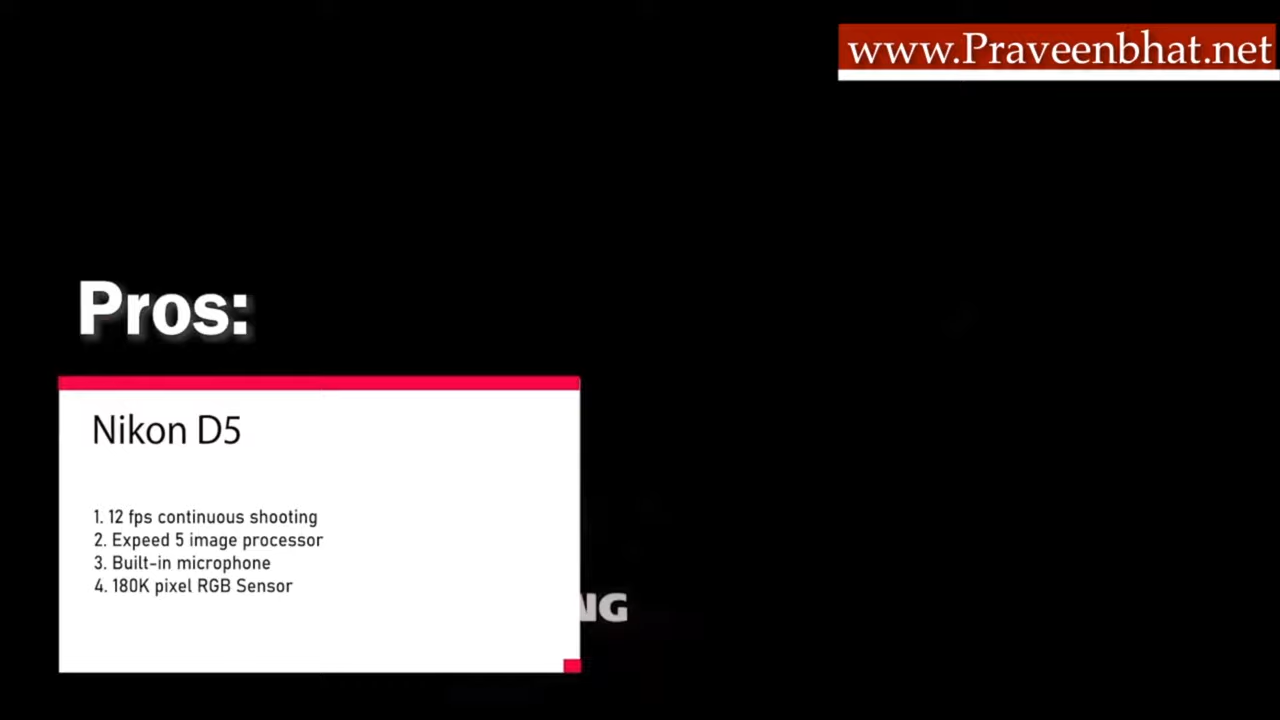 www.Praveenbhat.net
Pros:
Nikon D5
1. 12 fps continuous shooting
2. Expeed 5 image processor
3. Built-in microphone
4. 180K pixel RGB Sensor